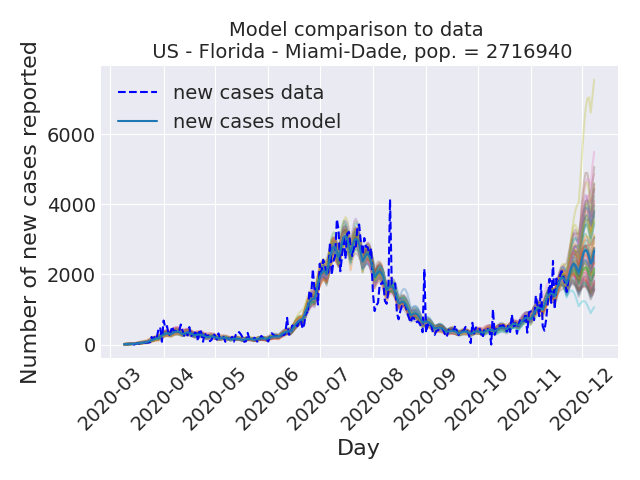 Model comparison to data
US - Florida - Miami-Dade, pop. = 2716940
Number of new cases reported
new cases data
new cases model
6000
4000
2000
0
2020-03
2020-04
2020-05
2020-06
2020-07
2020-08
2020-09
2020-10
2020-11
2020-12
Day